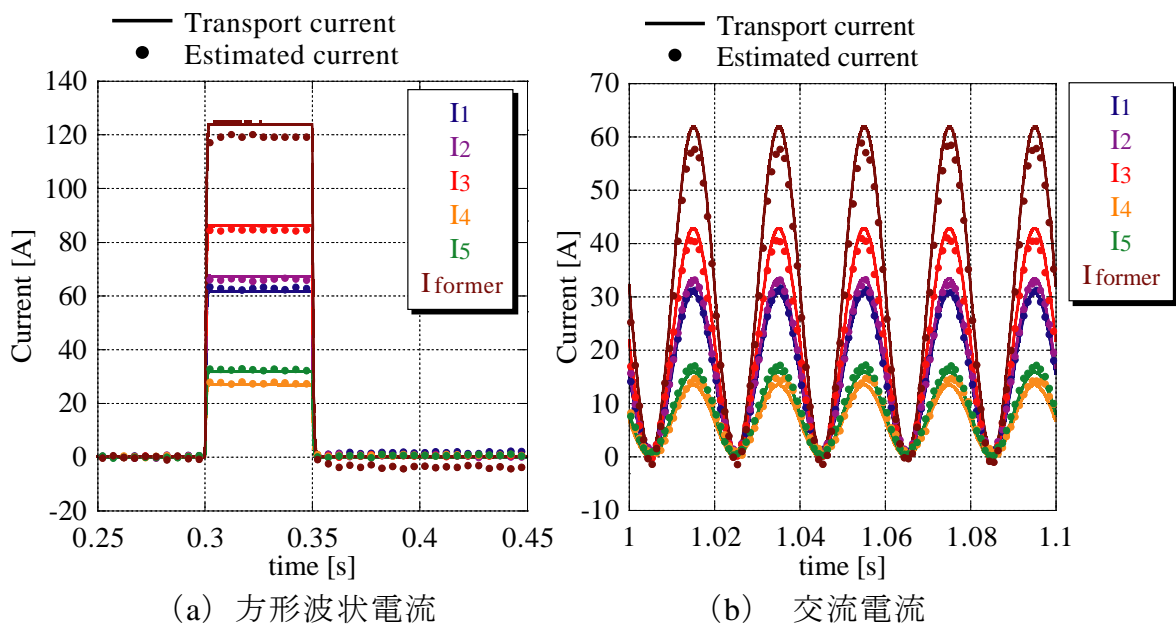 Transport current
Estimated current
140
120
100
80
60
40
20
0
-20
Current [A]
I1
I2
I3
I4
I5
I former
0.25
0.3
0.35
0.4
0.45
time [s]
(a) 方形波状電流
Transport current
Estimated current
70
60
50
40
30
20
10
0
-10
Current [A]
I1
I2
I3
I4
I5
I former
1
1.02
1.04
1.06
1.08
1.1
time [s]
(b) 交流電流